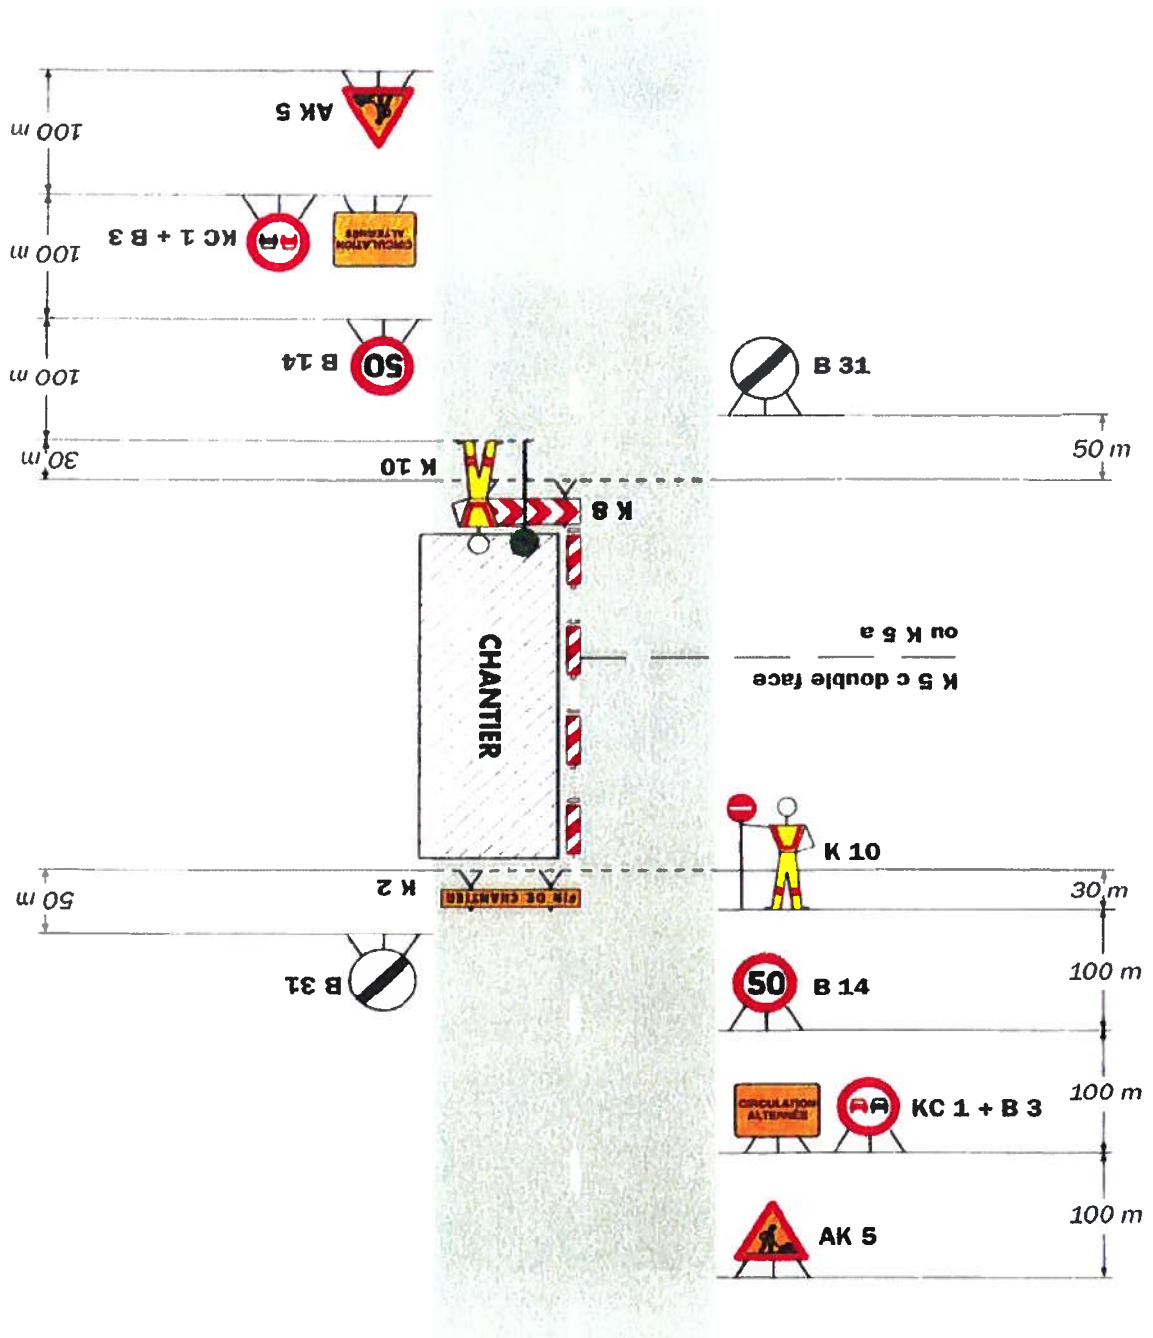 AK 5
100 m
KC 1 + B 3
CIRCULATION
ALTERNÉE
100 m
B 14
50
100 m
B 31
K 10
30 m
50 m
K 8
CHANTIER
ou K 5 a
K 5 c double face
K 10
K 2
FIN DE CHANTIER
50 m
30 m
B 31
50
B 14
100 m
CIRCULATION
ALTERNÉE
KC 1 + B 3
100 m
AK 5
100 m